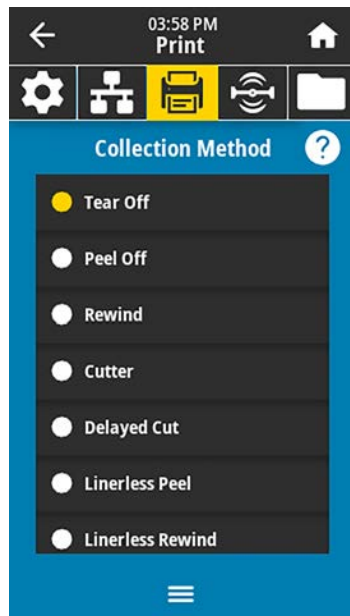 03:58 PM
Print
Collection Method
?
Tear Off
Peel Off
Rewind
Cutter
Delayed Cut
Linerless Peel
Linerless Rewind